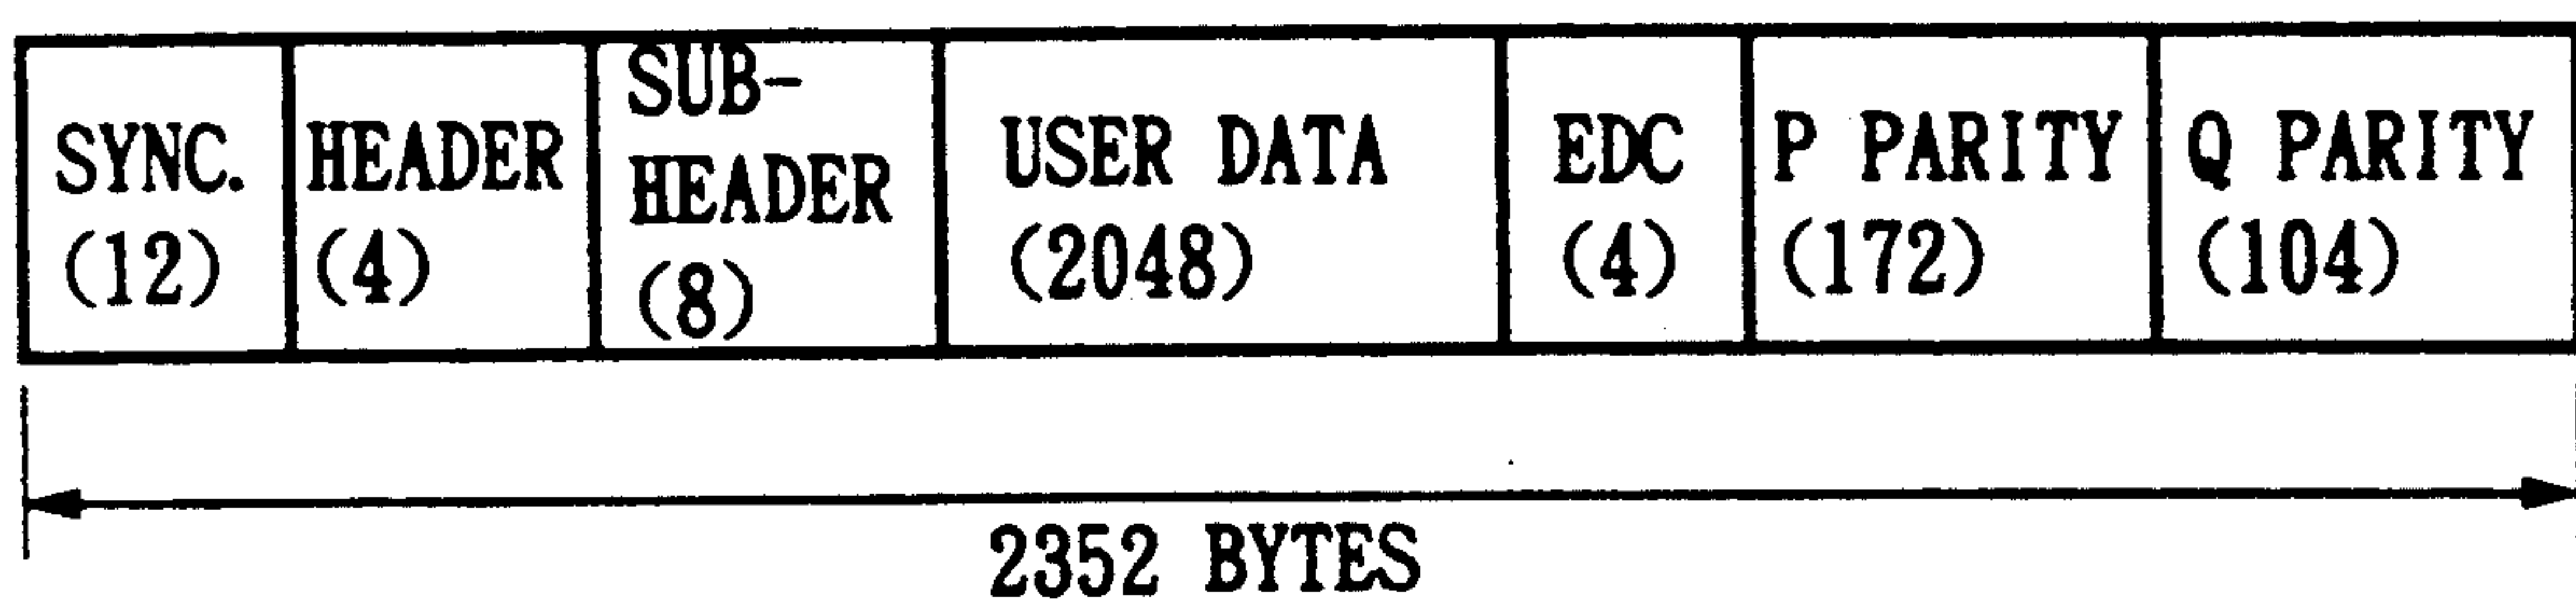 SYNC.
(12)
HEADER
(4)
SUB-
HEADER
(8)
USER DATA
(2048)
EDC
(4)
P PARITY
(172)
Q PARITY
(104)
2352 BYTES